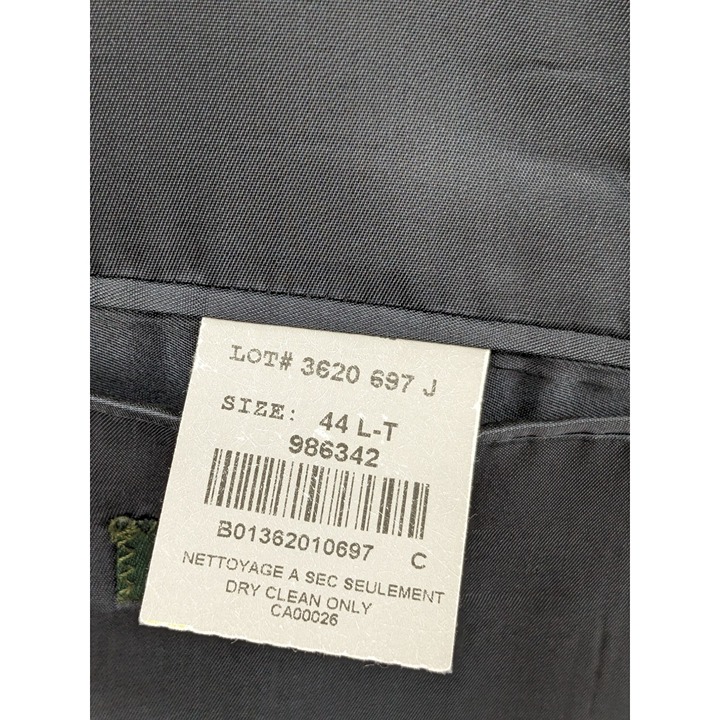 LOT# 3620 697 J
SIZE: 44 L-T
986342
B01362010697 C
NETTOYAGE A SEC SEULEMENT
DRY CLEAN ONLY
CA00026